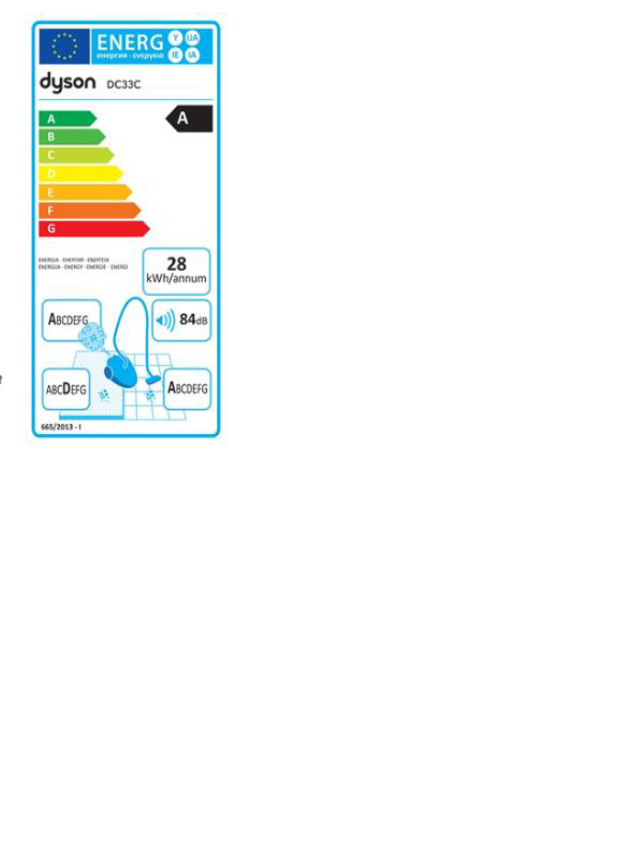 ENERG Y UA
енергия · ενεργεια IE IA
dyson DC33C
A A
B
C
D
E
F
G
ENERGIA · ЕНЕРГИЯ · ΕΝΕΡΓΕΙΑ
ENERGIJA · ENERGY · ENERGIE · ENERGI
28
kWh/annum
ABCDEFG 84dB
ABCDEFG ABCDEFG
665/2013 - I